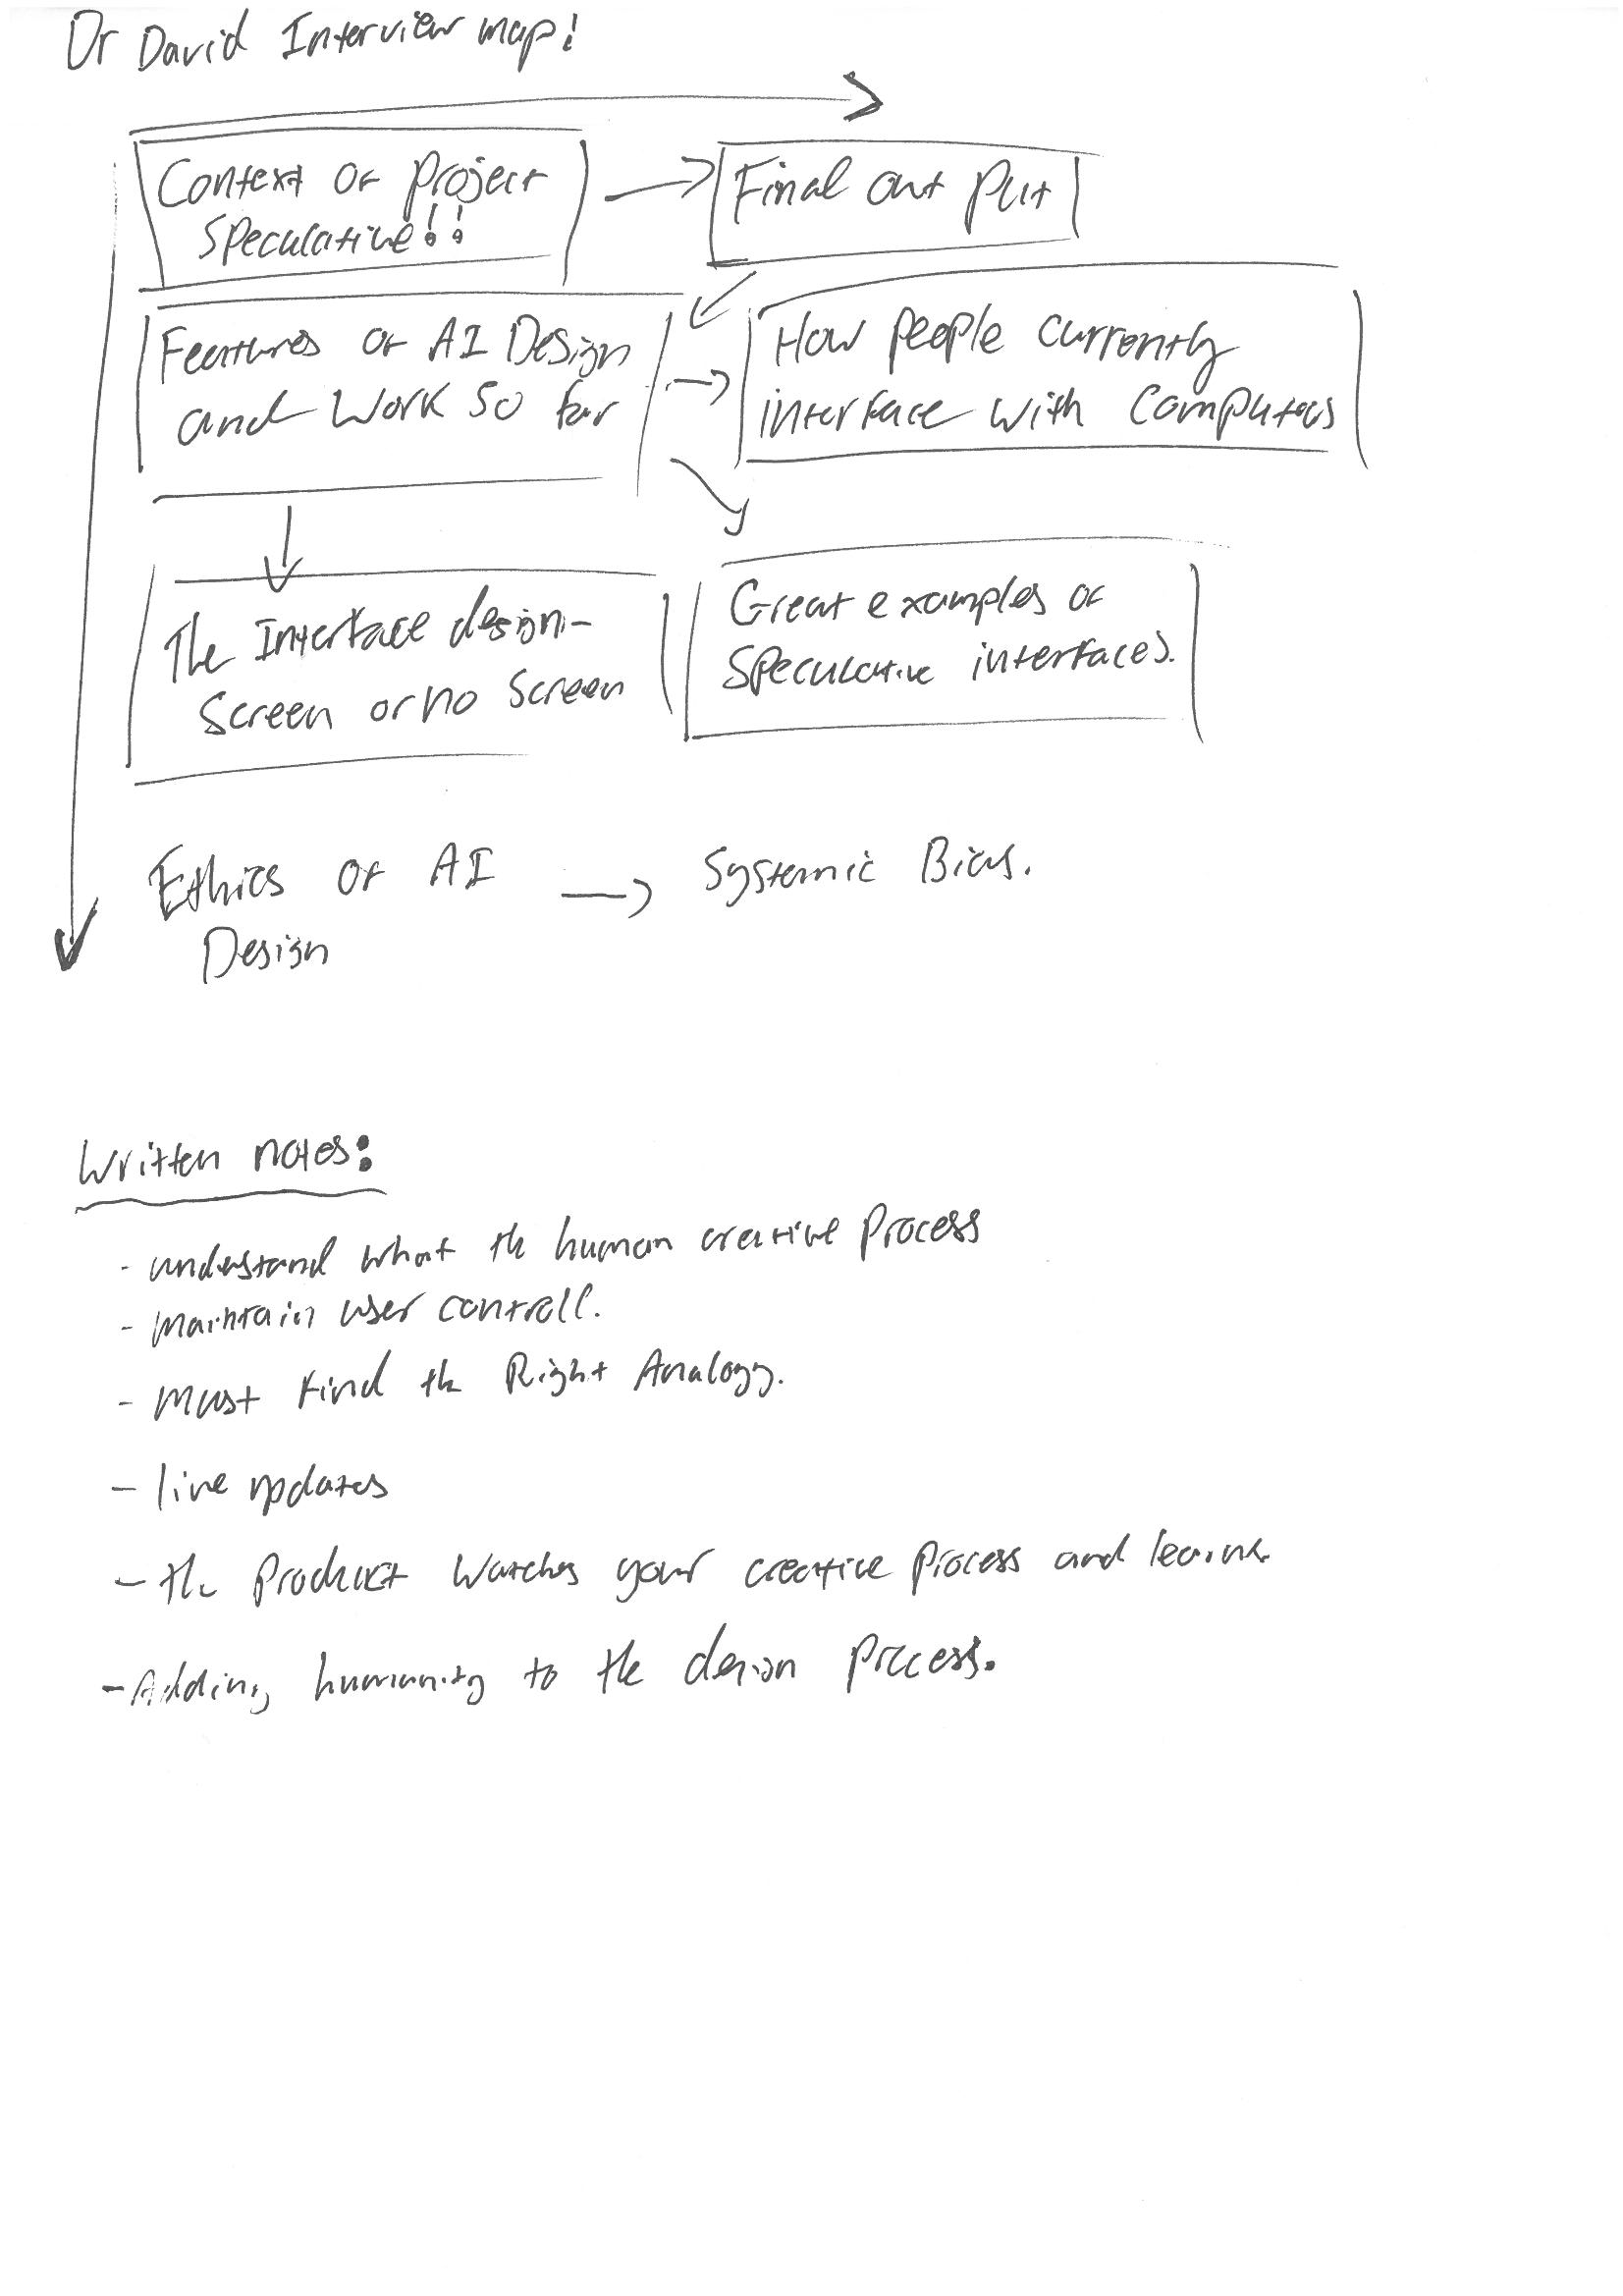 Dr David Interview map!
Context of project
Speculative!!
Final out put
Features of AI Design
and Work So far
How people currently
interface with Computers
The Interface design-
Screen or no Screen
Great examples of
Speculative interfaces.
Ethics of AI
Design
Systemic Bias.
Written notes:
- understand what the human creative process
- Maintain user controll.
- Must find the Right Analogy.
- live updates
- the Product Watches your creative process and
- Adding humanity to the design process.